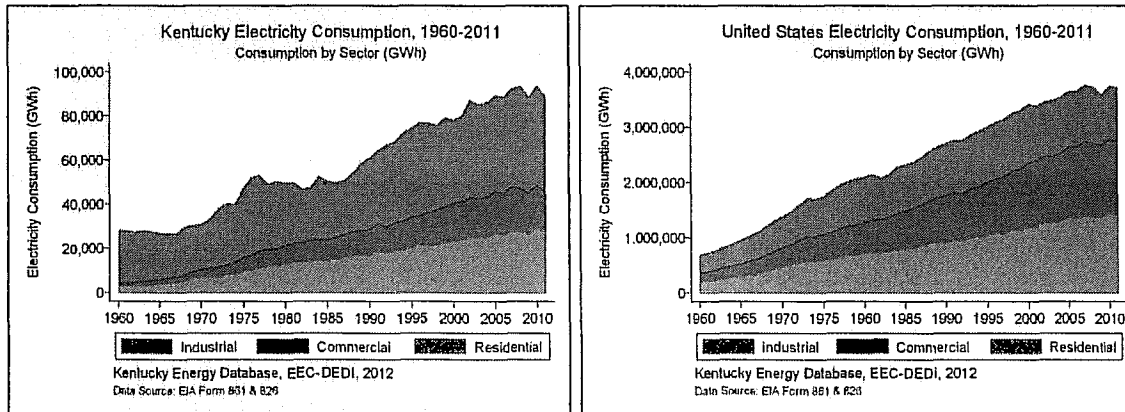 Kentucky Electricity Consumption, 1960-2011
Consumption by Sector (GWh)
Electricity Consumption (GWh)
100,000
80,000
60,000
40,000
20,000
0
1960 1965 1970 1975 1980 1985 1990 1995 2000 2005 2010
Industrial Commercial Residential
Kentucky Energy Database, EEC-DEDI, 2012
Data Source: EIA Form 861 & 826
United States Electricity Consumption, 1960-2011
Consumption by Sector (GWh)
Electricity Consumption (GWh)
4,000,000
3,000,000
2,000,000
1,000,000
0
1960 1965 1970 1975 1980 1985 1990 1995 2000 2005 2010
Industrial Commercial Residential
Kentucky Energy Database, EEC-DEDI, 2012
Data Source: EIA Form 861 & 826